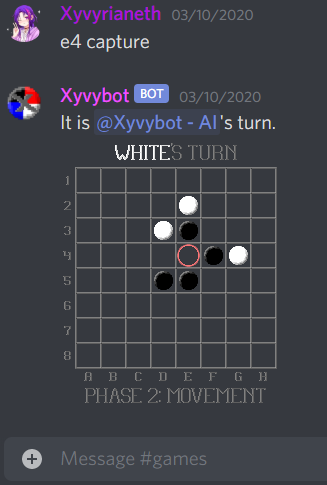 Xyvyrianeth 03/10/2020
e4 capture
Xyvybot BOT 03/10/2020
It is @Xyvybot - AI's turn.
WHITE'S TURN
1
2
3
4
5
6
7
8
A B C D E F G H
PHASE 2: MOVEMENT
Message #games